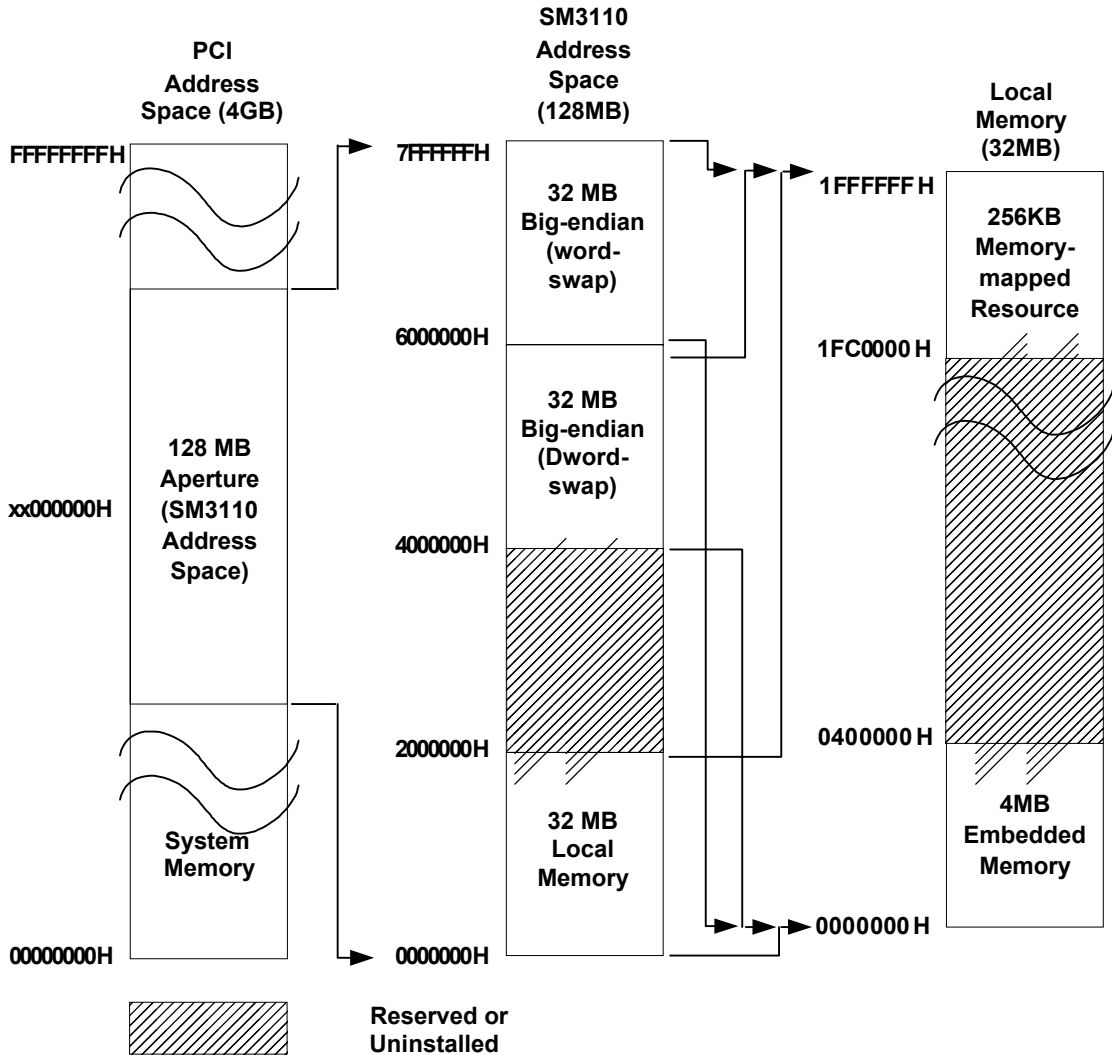 PCI
Address
Space (4GB)
SM3110
Address
Space
(128MB)
Local
Memory
(32MB)
FFFFFFFFH
xx000000H
00000000H
128 MB
Aperture
(SM3110
Address
Space)
System
Memory
7FFFFFFH
6000000H
4000000H
2000000H
0000000H
32 MB
Big-endian
(word-
swap)
32 MB
Big-endian
(Dword-
swap)
32 MB
Local
Memory
1FFFFFF H
1FC0000 H
0400000 H
0000000 H
256KB
Memory-
mapped
Resource
4MB
Embedded
Memory
Reserved or
Uninstalled